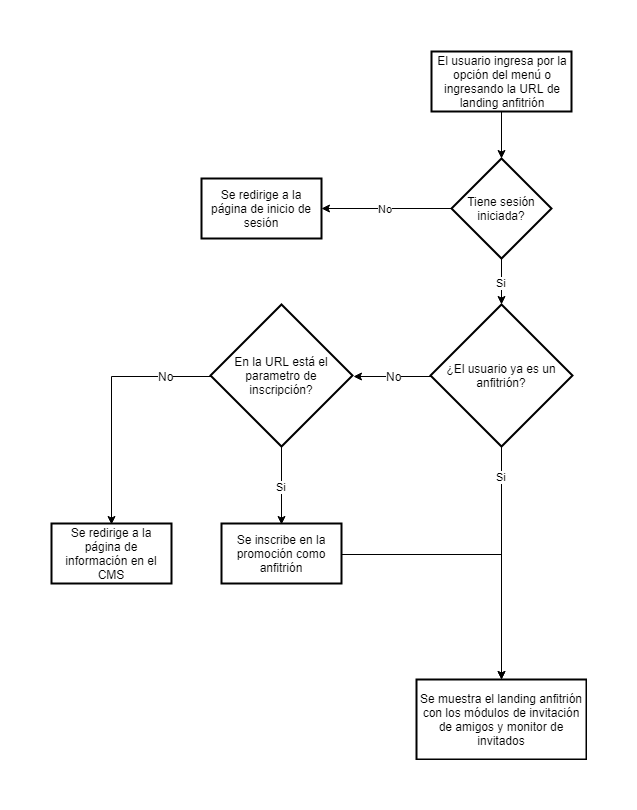 El usuario ingresa por la
opción del menú o
ingresando la URL de
landing anfitrión
Se redirige a la
página de inicio de
sesión
No
Tiene sesión
iniciada?
Si
No
En la URL está el
parametro de
inscripción?
No
¿El usuario ya es un
anfitrión?
Si
Si
Se redirige a la
página de
información en el
CMS
Se inscribe en la
promoción como
anfitrión
Se muestra el landing anfitrión
con los módulos de invitación
de amigos y monitor de
invitados